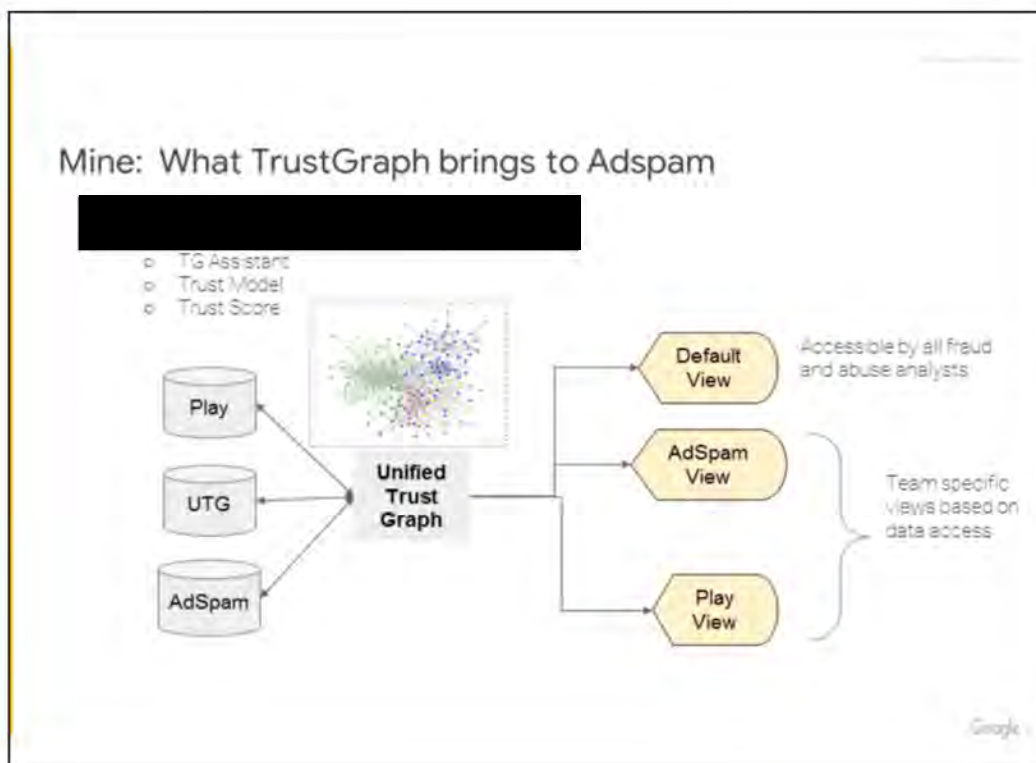 Mine: What TrustGraph brings to Adspam
○ TG Assistant
○ Trust Model
○ Trust Score
Play
UTG
AdSpam
Unified
Trust
Graph
Default
View
Accessible by all fraud
and abuse analysts
AdSpam
View
Play
View
Team specific
views based on
data access
Google